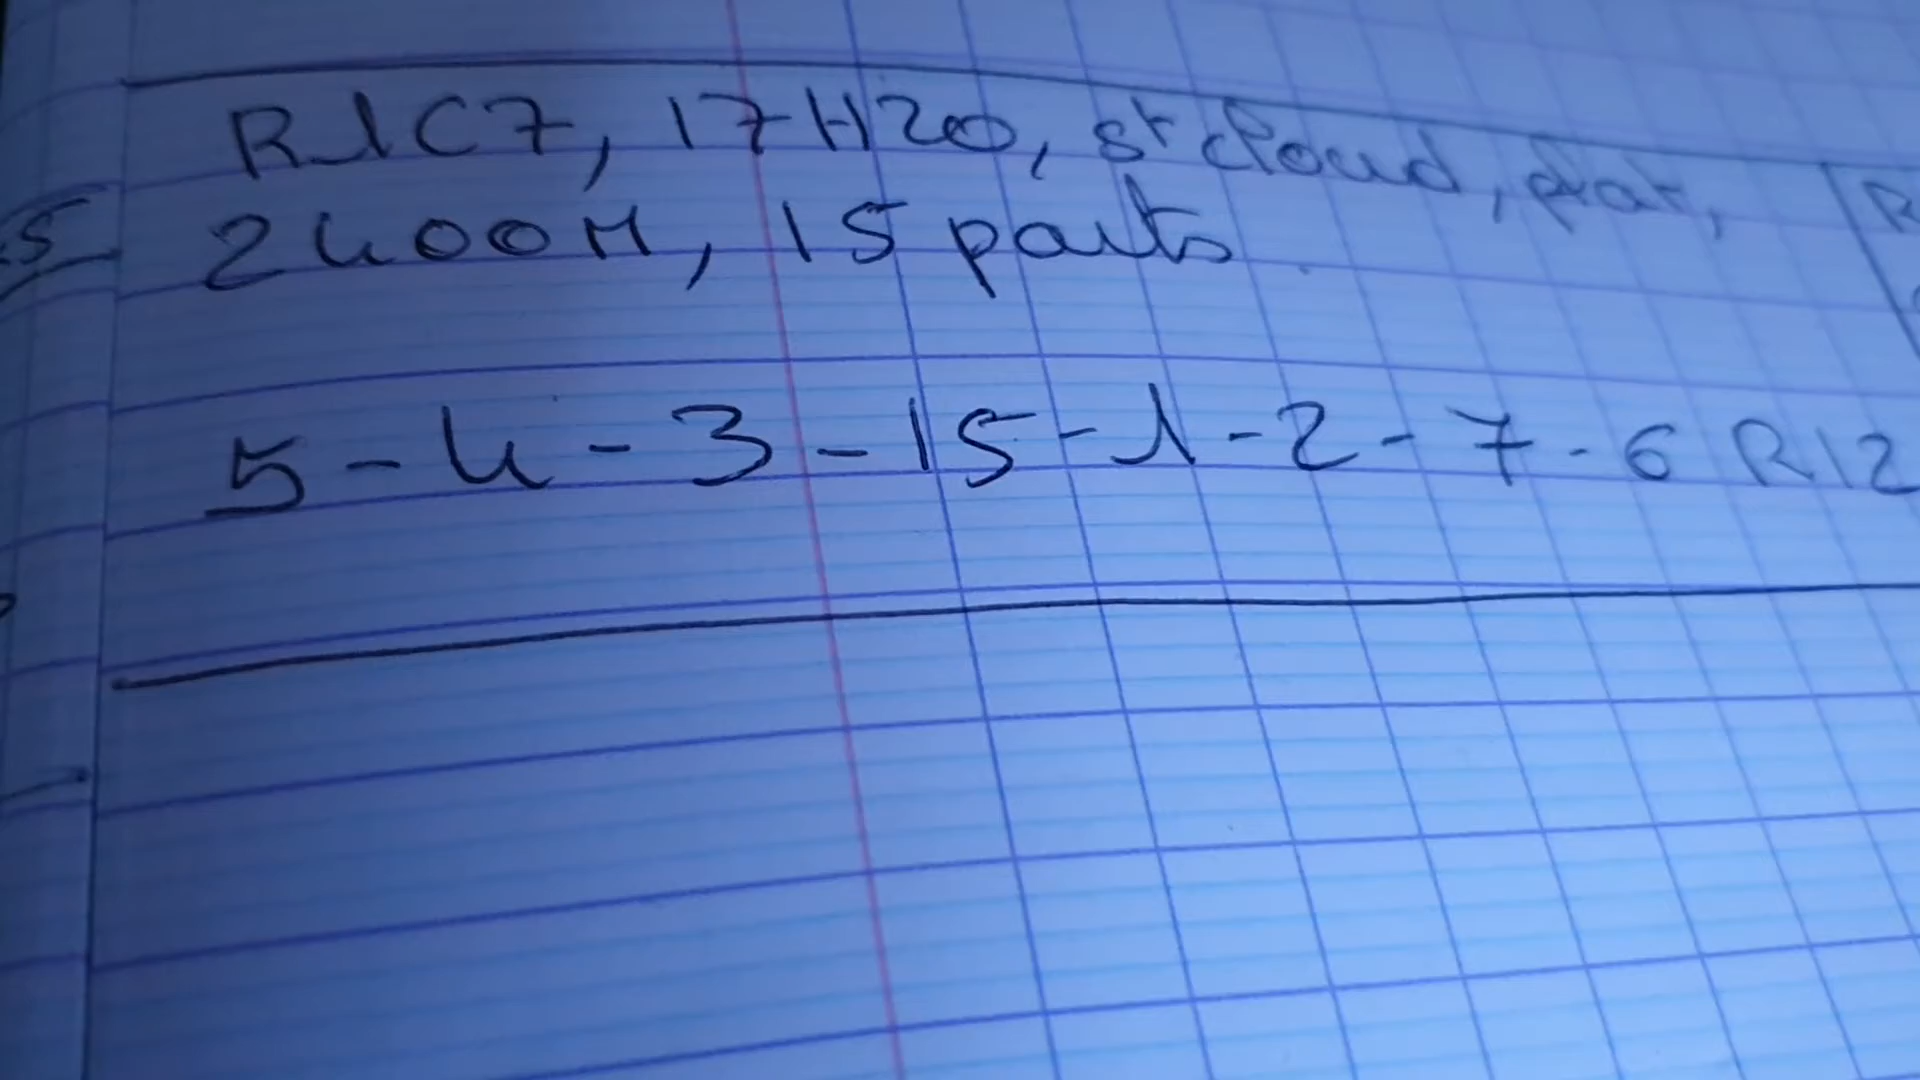 R1C7, 17H20, st cloud, plat,
2400M, 15 parts.
5 - 4 - 3 - 15 - 1 - 2 - 7 - 6 R12